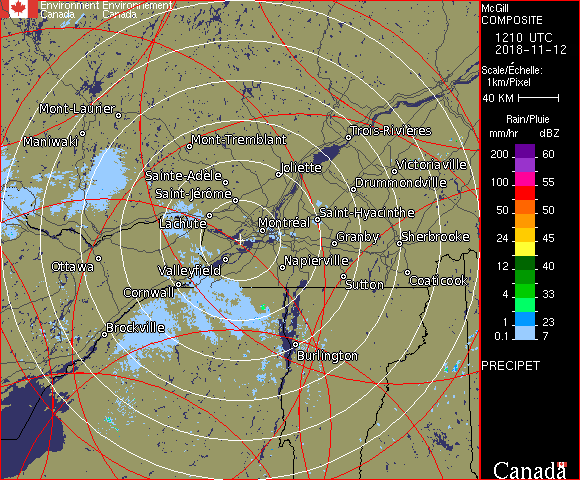 Environment Environnement
Canada Canada
McGill
COMPOSITE
1210 UTC
2018-11-12
Scale/Échelle:
1km/Pixel
40 KM
Rain/Pluie
mm/hr dBZ
200 60
100 55
85 53
50 50
24 45
12 40
4 33
1 23
0.1 7
PRECIPET
Canada
Mont-Laurier
Maniwaki
Mont-Tremblant
Trois-Rivières
Joliette
Victoriaville
Sainte-Adèle
Drummondville
Saint-Jérôme
Lachute
Saint-Hyacinthe
Montréal
Granby
Sherbrooke
Ottawa
Valleyfield
Napierville
Cornwall
Sutton
Coaticook
Brockville
Burlington